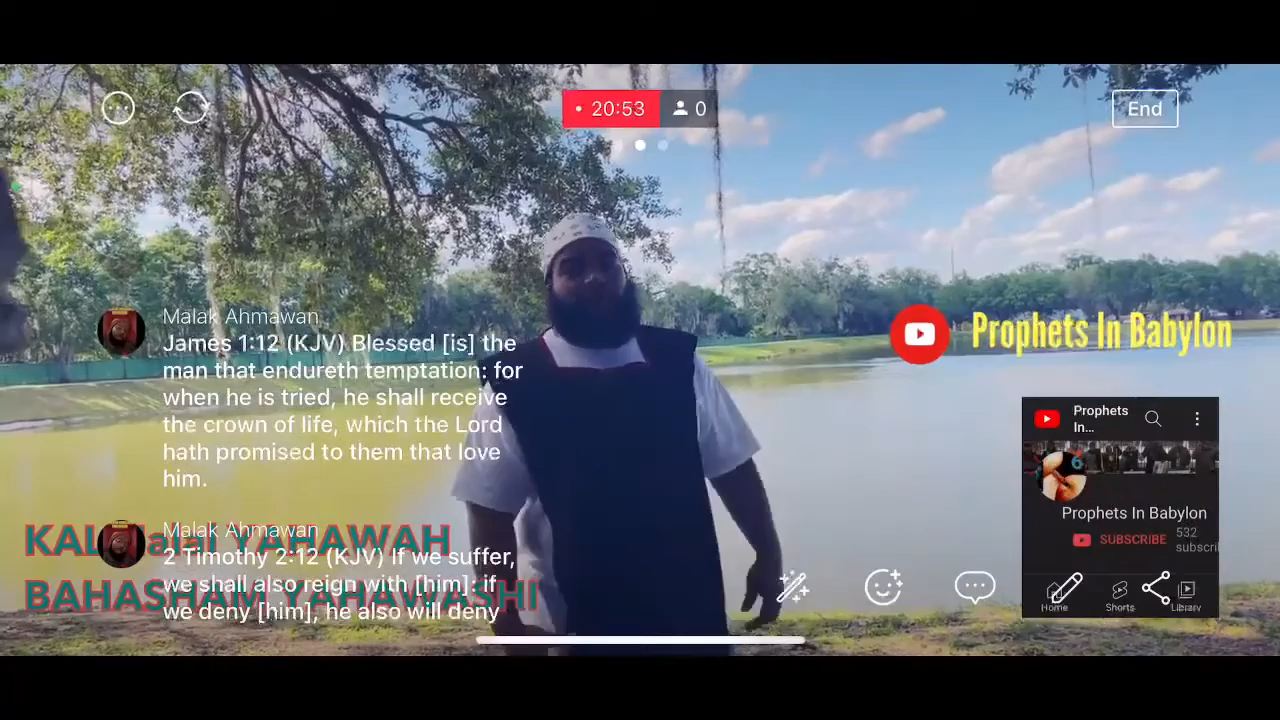 20:53
0
End
Malak Ahmawan
James 1:12 (KJV) Blessed [is] the
man that endureth temptation: for
when he is tried, he shall receive
the crown of life, which the Lord
hath promised to them that love
him.
Malak Ahmawan
2 Timothy 2:12 (KJV) If we suffer,
we shall also reign with [him]: if
we deny [him], he also will deny
YAHAWAH
BAHASHAM YAHAWASHI
Prophets In Babylon
Prophets
In...
Prophets In Babylon
SUBSCRIBE
532
subscri
Home
Shorts
Library